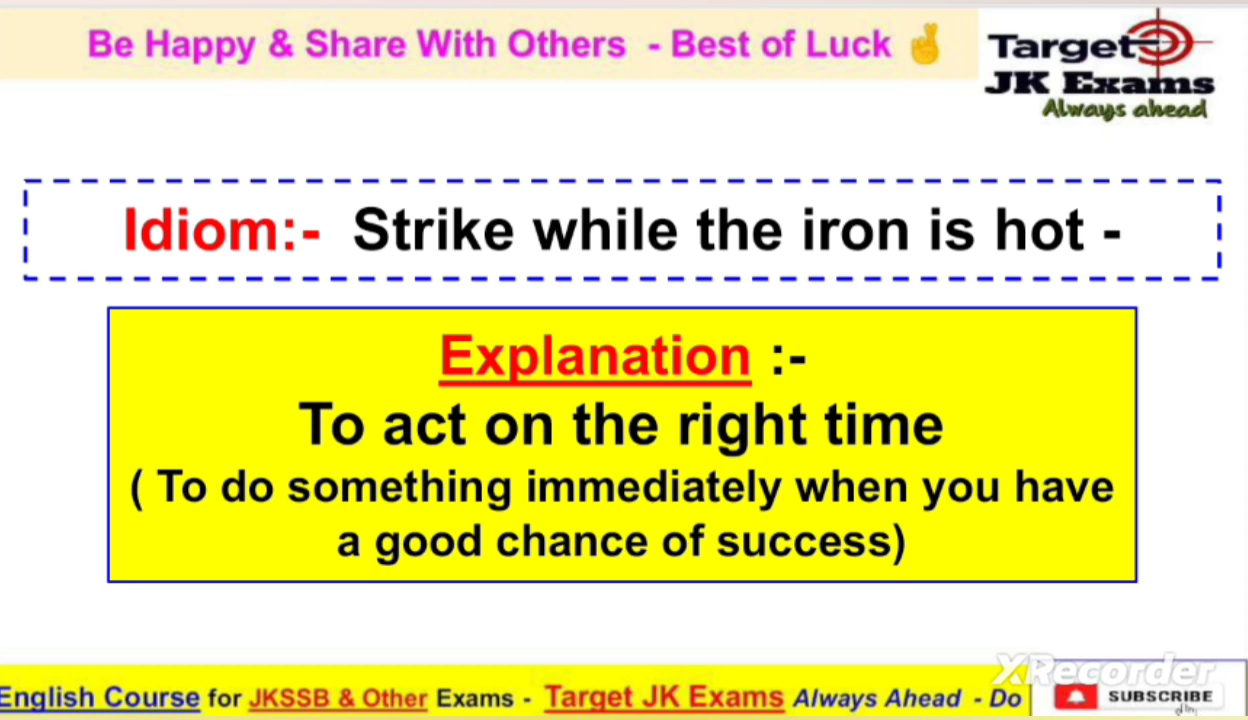 Be Happy & Share With Others - Best of Luck 🤞
Target
JK Exams
Always ahead
Idiom:- Strike while the iron is hot -
Explanation :-
To act on the right time
( To do something immediately when you have
a good chance of success)
XRecorder
English Course for JKSSB & Other Exams - Target JK Exams Always Ahead - Do
SUBSCRIBE